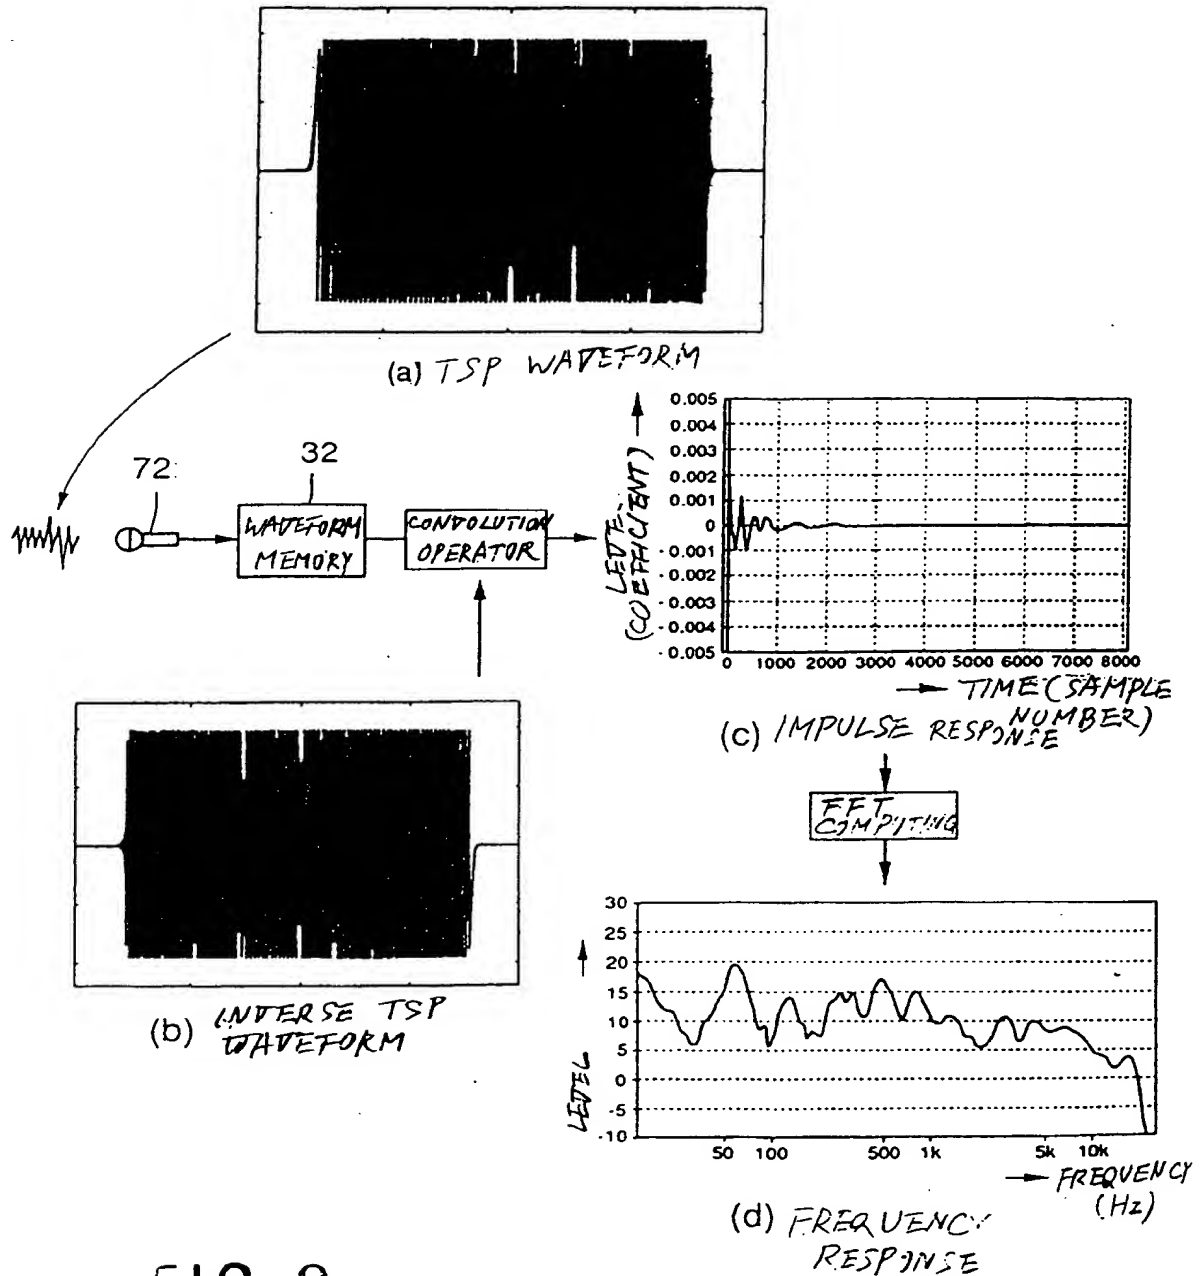 (a) TSP WAVEFORM
72
32
WAVEFORM
MEMORY
CONVOLUTION
OPERATOR
LEVEL
(COEFFICIENT)
0.005
0.004
0.003
0.002
0.001
0
-0.001
-0.002
-0.003
-0.004
-0.005
0 1000 2000 3000 4000 5000 6000 7000 8000
TIME (SAMPLE
NUMBER)
(c) IMPULSE RESPONSE
FFT
COMPUTING
(b) INVERSE TSP
WAVEFORM
LEVEL
30
25
20
15
10
5
0
-5
-10
50 100 500 1k 5k 10k
FREQUENCY
(Hz)
(d) FREQUENCY
RESPONSE